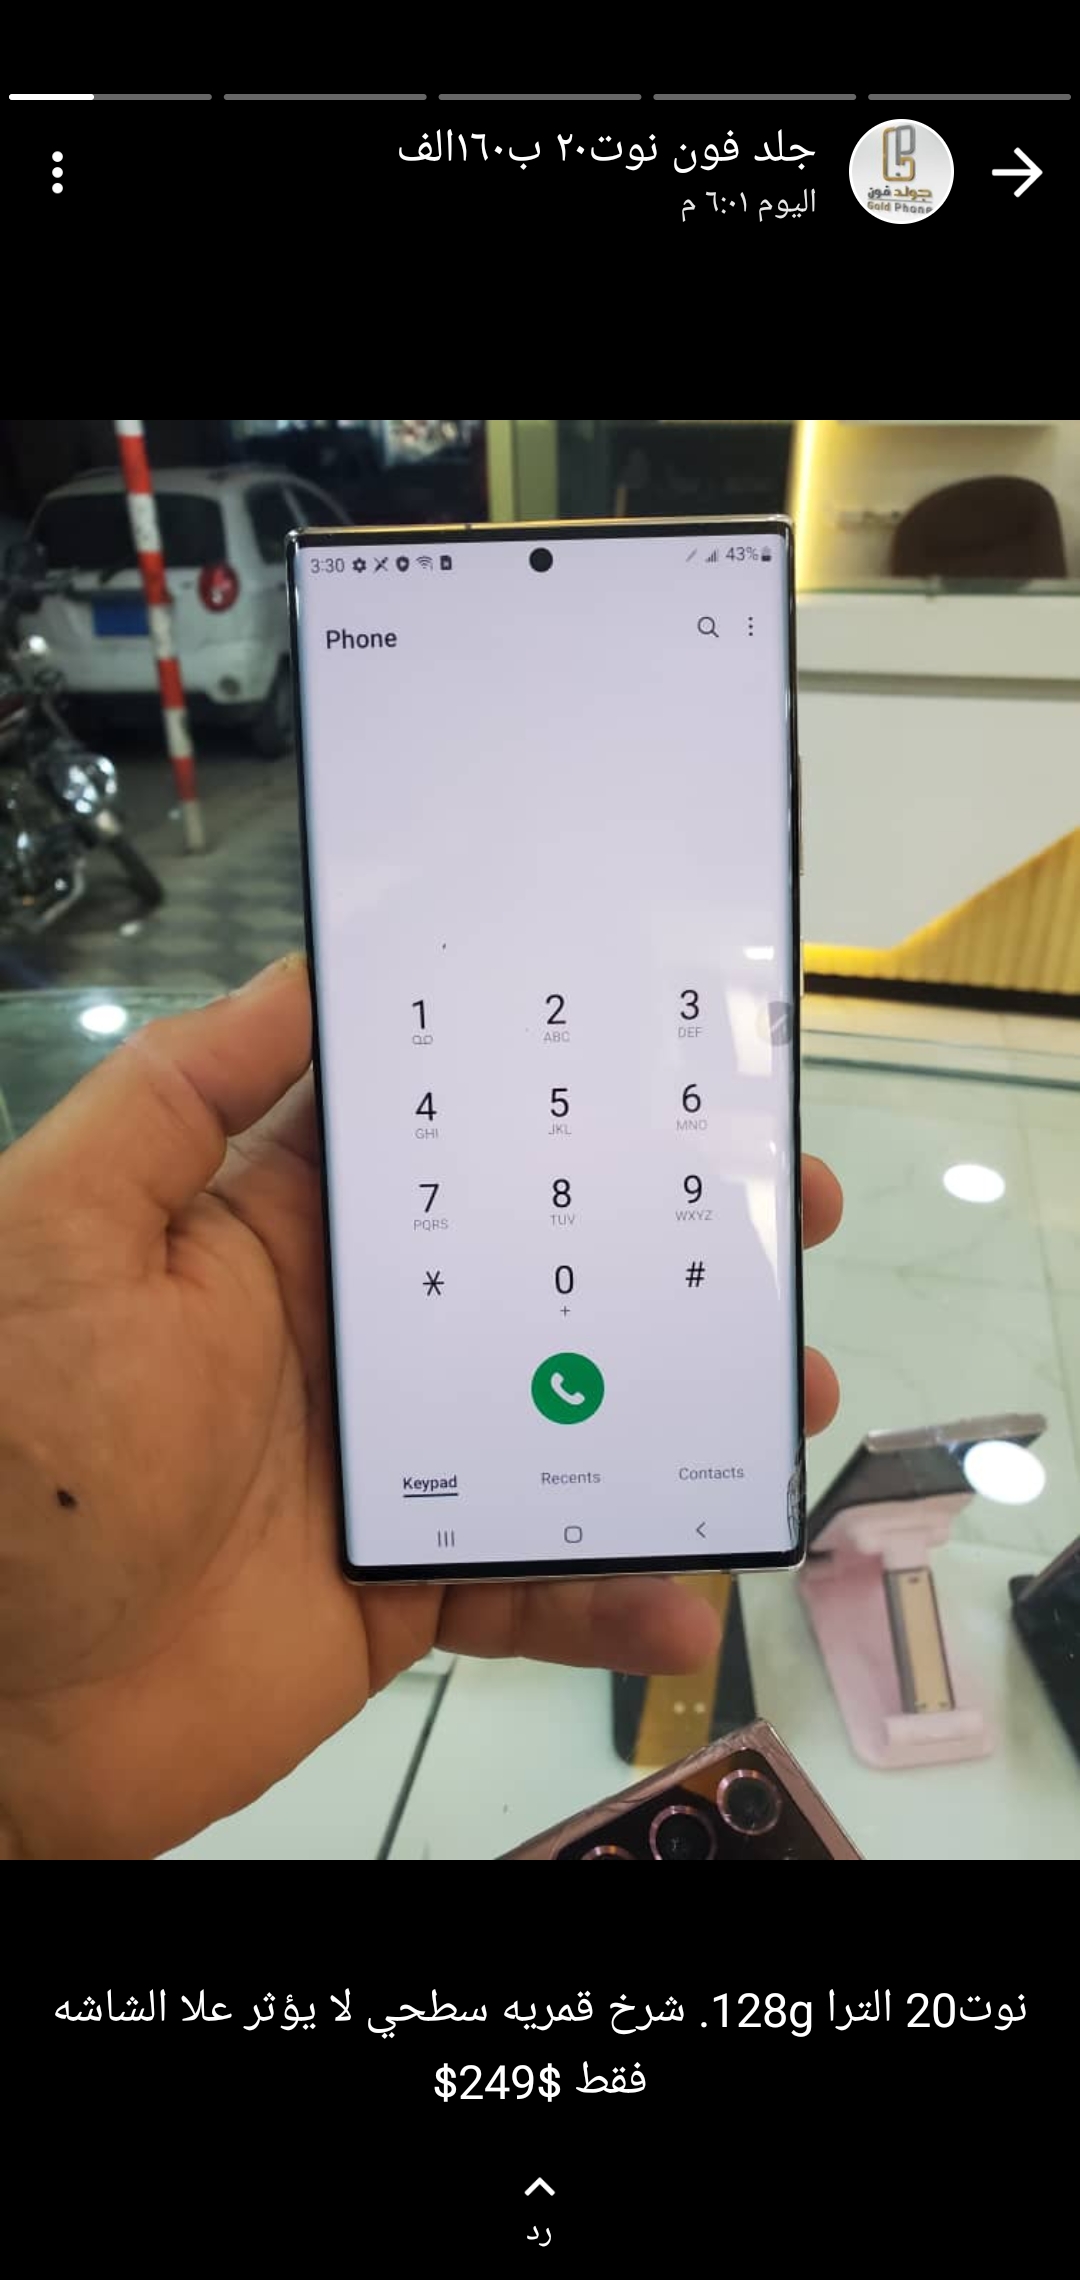 جلد فون نوت٢٠ ب١٦٠الف
اليوم ٦:٠١ م
جولد فون
Gold Phone
3:30
43%
Phone
1
2 ABC
3 DEF
4 GHI
5 JKL
6 MNO
7 PQRS
8 TUV
9 WXYZ
*
0 +
#
Keypad
Recents
Contacts
نوت20 الترا 128g. شرخ قمريه سطحي لا يؤثر علا الشاشه
فقط $249$
رد